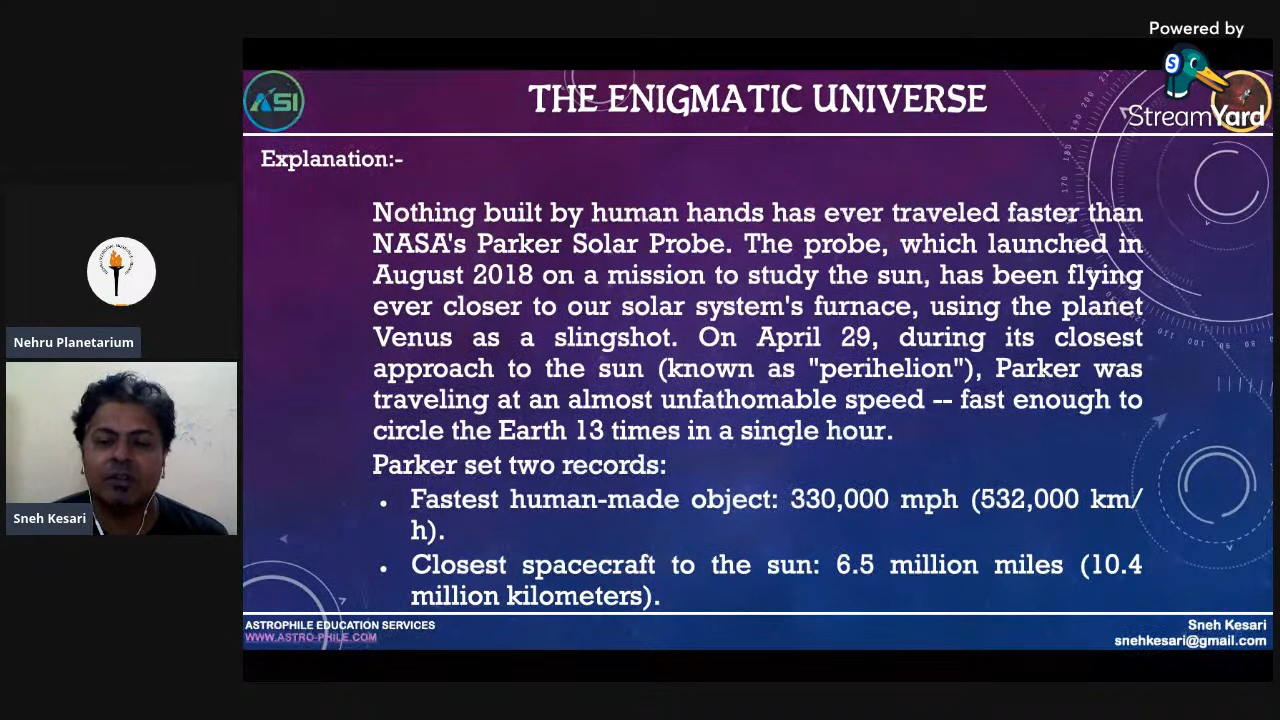 Powered by
StreamYard
ASI
THE ENIGMATIC UNIVERSE
Explanation:-
Nothing built by human hands has ever traveled faster than
NASA's Parker Solar Probe. The probe, which launched in
August 2018 on a mission to study the sun, has been flying
ever closer to our solar system's furnace, using the planet
Venus as a slingshot. On April 29, during its closest
approach to the sun (known as "perihelion"), Parker was
traveling at an almost unfathomable speed -- fast enough to
circle the Earth 13 times in a single hour.
Parker set two records:
• Fastest human-made object: 330,000 mph (532,000 km/
h).
• Closest spacecraft to the sun: 6.5 million miles (10.4
million kilometers).
Nehru Planetarium
Sneh Kesari
ASTROPHILE EDUCATION SERVICES
WWW.ASTRO-PHILE.COM
Sneh Kesari
snehkesari@gmail.com